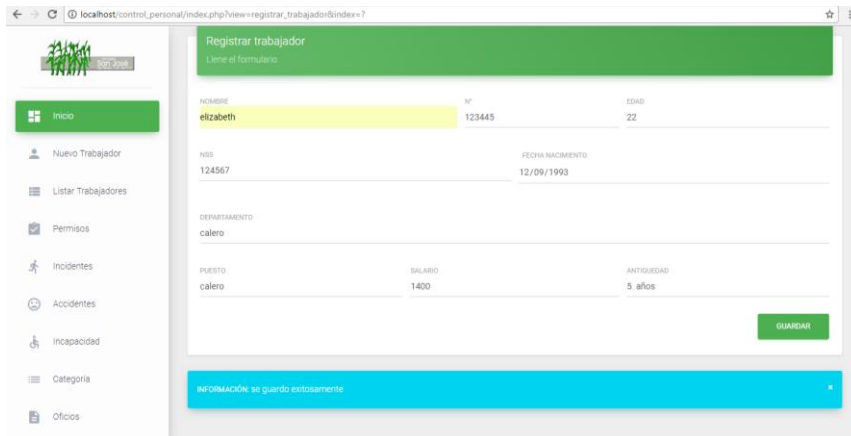 localhost/control_personal/index.php?view=registrar_trabajador&index=?
San José
Inicio
Nuevo Trabajador
Listar Trabajadores
Permisos
Incidentes
Accidentes
Incapacidad
Categoría
Oficios
Registrar trabajador
Llene el formulario
NOMBRE N° EDAD
elizabeth 123445 22
NSS FECHA NACIMIENTO
124567 12/09/1993
DEPARTAMENTO
calero
PUESTO SALARIO ANTIGUEDAD
calero 1400 5 años
GUARDAR
INFORMACIÓN: se guardo exitosamente ×